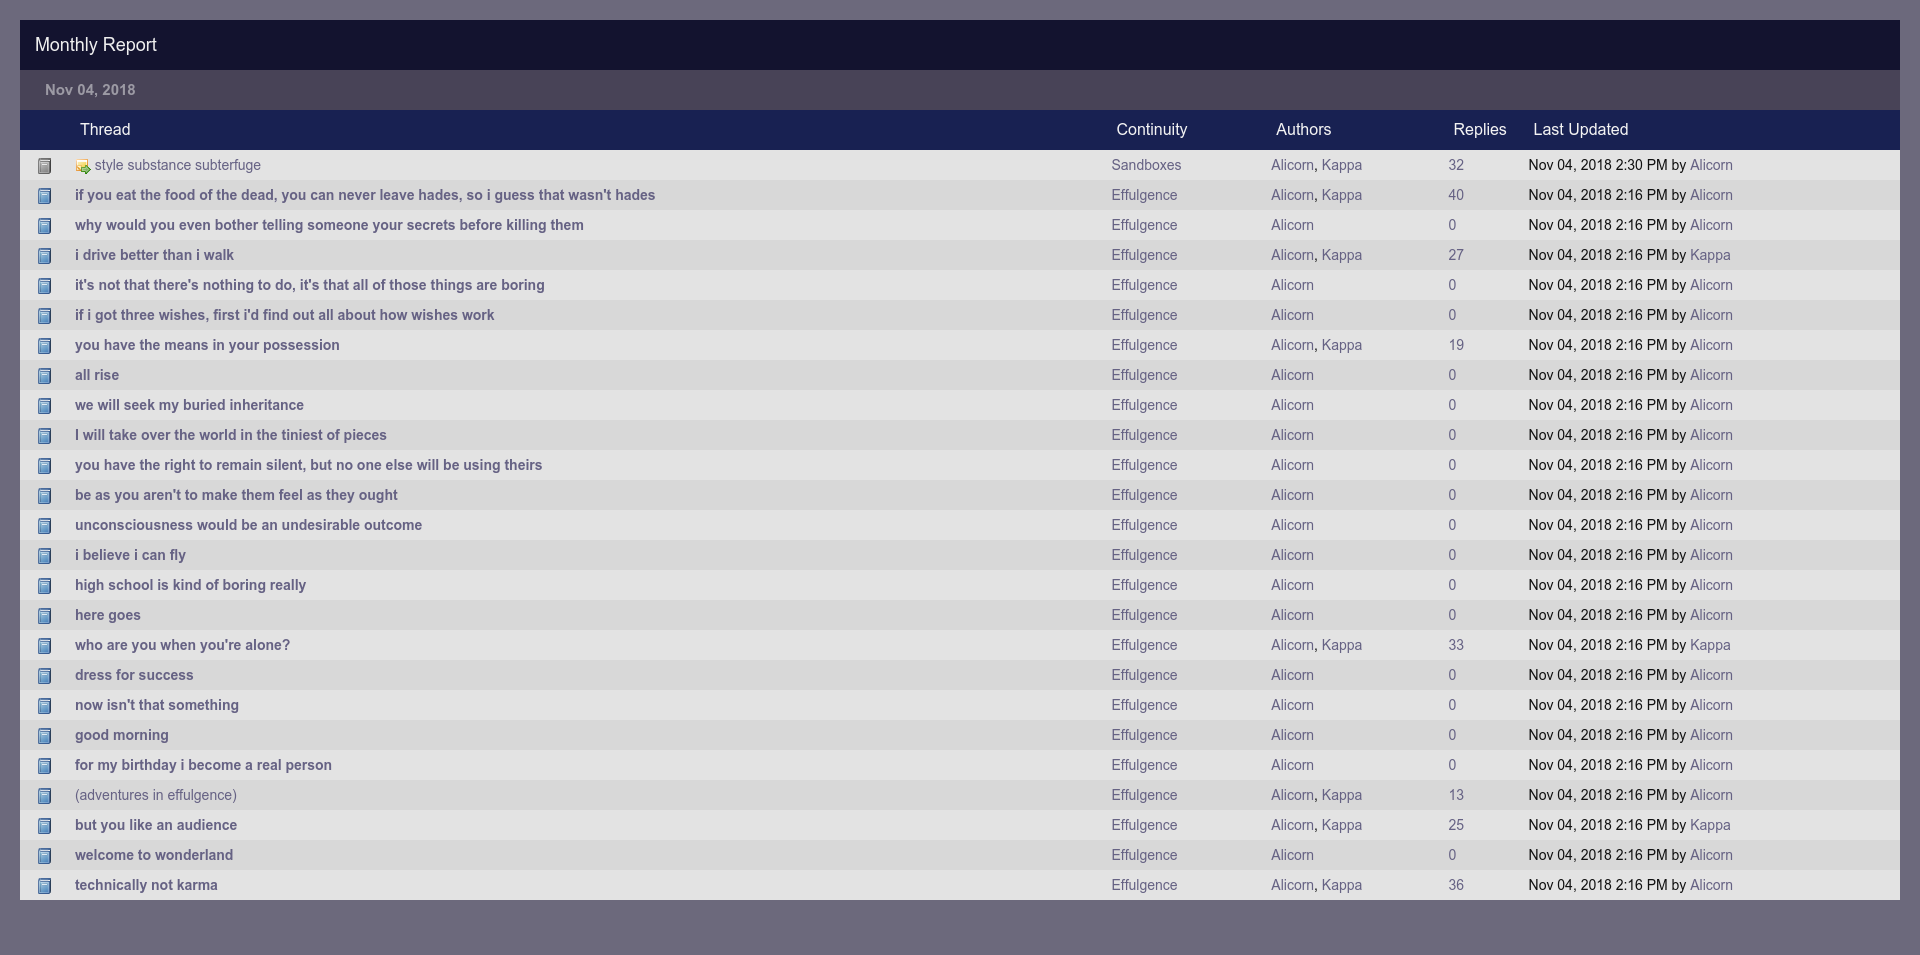 Monthly Report
Nov 04, 2018
Thread Continuity Authors Replies Last Updated
style substance subterfuge Sandboxes Alicorn, Kappa 32 Nov 04, 2018 2:30 PM by Alicorn
if you eat the food of the dead, you can never leave hades, so i guess that wasn't hades Effulgence Alicorn, Kappa 40 Nov 04, 2018 2:16 PM by Alicorn
why would you even bother telling someone your secrets before killing them Effulgence Alicorn 0 Nov 04, 2018 2:16 PM by Alicorn
i drive better than i walk Effulgence Alicorn, Kappa 27 Nov 04, 2018 2:16 PM by Kappa
it's not that there's nothing to do, it's that all of those things are boring Effulgence Alicorn 0 Nov 04, 2018 2:16 PM by Alicorn
if i got three wishes, first i'd find out all about how wishes work Effulgence Alicorn 0 Nov 04, 2018 2:16 PM by Alicorn
you have the means in your possession Effulgence Alicorn, Kappa 19 Nov 04, 2018 2:16 PM by Alicorn
all rise Effulgence Alicorn 0 Nov 04, 2018 2:16 PM by Alicorn
we will seek my buried inheritance Effulgence Alicorn 0 Nov 04, 2018 2:16 PM by Alicorn
I will take over the world in the tiniest of pieces Effulgence Alicorn 0 Nov 04, 2018 2:16 PM by Alicorn
you have the right to remain silent, but no one else will be using theirs Effulgence Alicorn 0 Nov 04, 2018 2:16 PM by Alicorn
be as you aren't to make them feel as they ought Effulgence Alicorn 0 Nov 04, 2018 2:16 PM by Alicorn
unconsciousness would be an undesirable outcome Effulgence Alicorn 0 Nov 04, 2018 2:16 PM by Alicorn
i believe i can fly Effulgence Alicorn 0 Nov 04, 2018 2:16 PM by Alicorn
high school is kind of boring really Effulgence Alicorn 0 Nov 04, 2018 2:16 PM by Alicorn
here goes Effulgence Alicorn 0 Nov 04, 2018 2:16 PM by Alicorn
who are you when you're alone? Effulgence Alicorn, Kappa 33 Nov 04, 2018 2:16 PM by Kappa
dress for success Effulgence Alicorn 0 Nov 04, 2018 2:16 PM by Alicorn
now isn't that something Effulgence Alicorn 0 Nov 04, 2018 2:16 PM by Alicorn
good morning Effulgence Alicorn 0 Nov 04, 2018 2:16 PM by Alicorn
for my birthday i become a real person Effulgence Alicorn 0 Nov 04, 2018 2:16 PM by Alicorn
(adventures in effulgence) Effulgence Alicorn, Kappa 13 Nov 04, 2018 2:16 PM by Alicorn
but you like an audience Effulgence Alicorn, Kappa 25 Nov 04, 2018 2:16 PM by Kappa
welcome to wonderland Effulgence Alicorn 0 Nov 04, 2018 2:16 PM by Alicorn
technically not karma Effulgence Alicorn, Kappa 36 Nov 04, 2018 2:16 PM by Alicorn